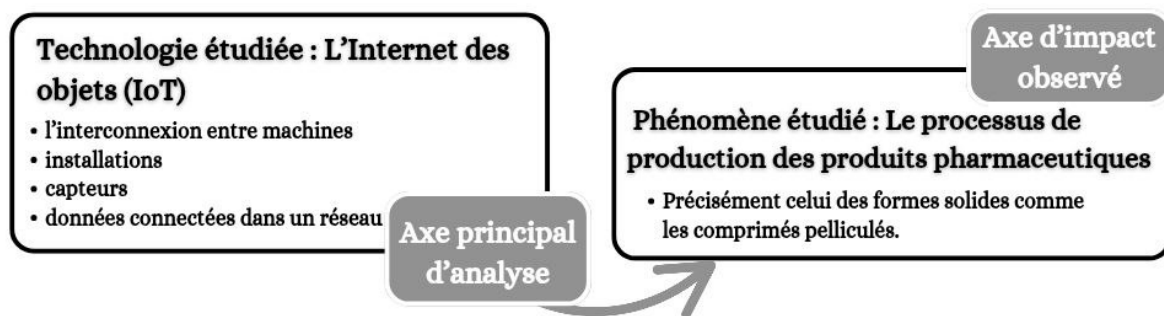 Technologie étudiée : L’Internet des
objets (IoT)
• l’interconnexion entre machines
• installations
• capteurs
• données connectées dans un réseau
Axe principal
d’analyse
Axe d’impact
observé
Phénomène étudié : Le processus de
production des produits pharmaceutiques
• Précisément celui des formes solides comme
les comprimés pelliculés.